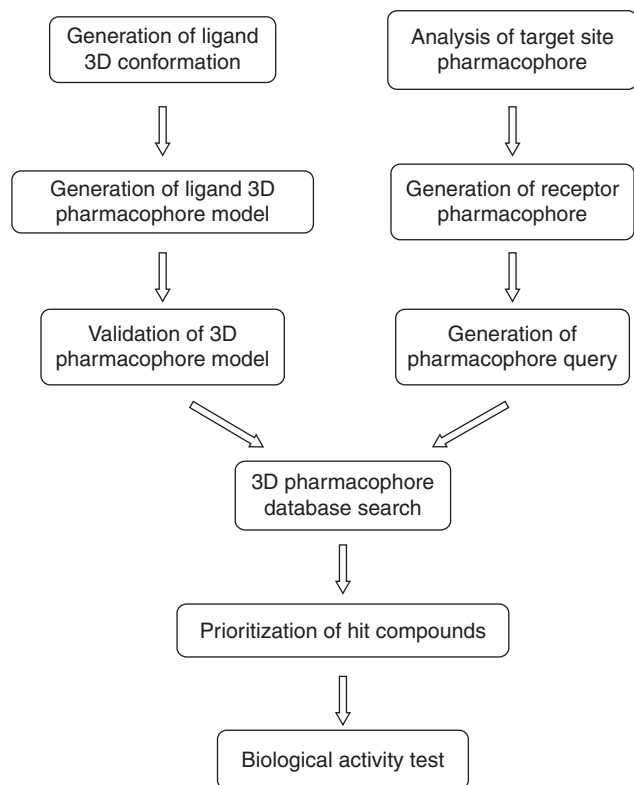 Generation of ligand
3D conformation
Analysis of target site
pharmacophore
Generation of ligand 3D
pharmacophore model
Generation of receptor
pharmacophore
Validation of 3D
pharmacophore model
Generation of
pharmacophore query
3D pharmacophore
database search
Prioritization of hit compounds
Biological activity test